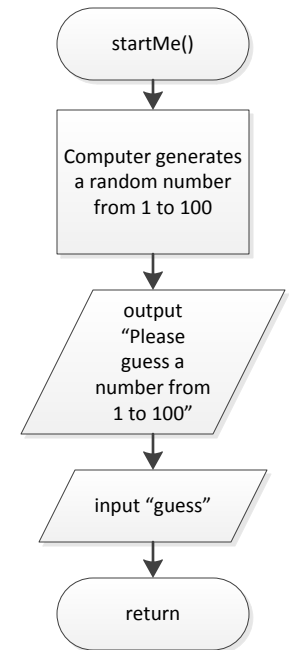 startMe()
Computer generates
a random number
from 1 to 100
output
“Please
guess a
number from
1 to 100”
input “guess”
return